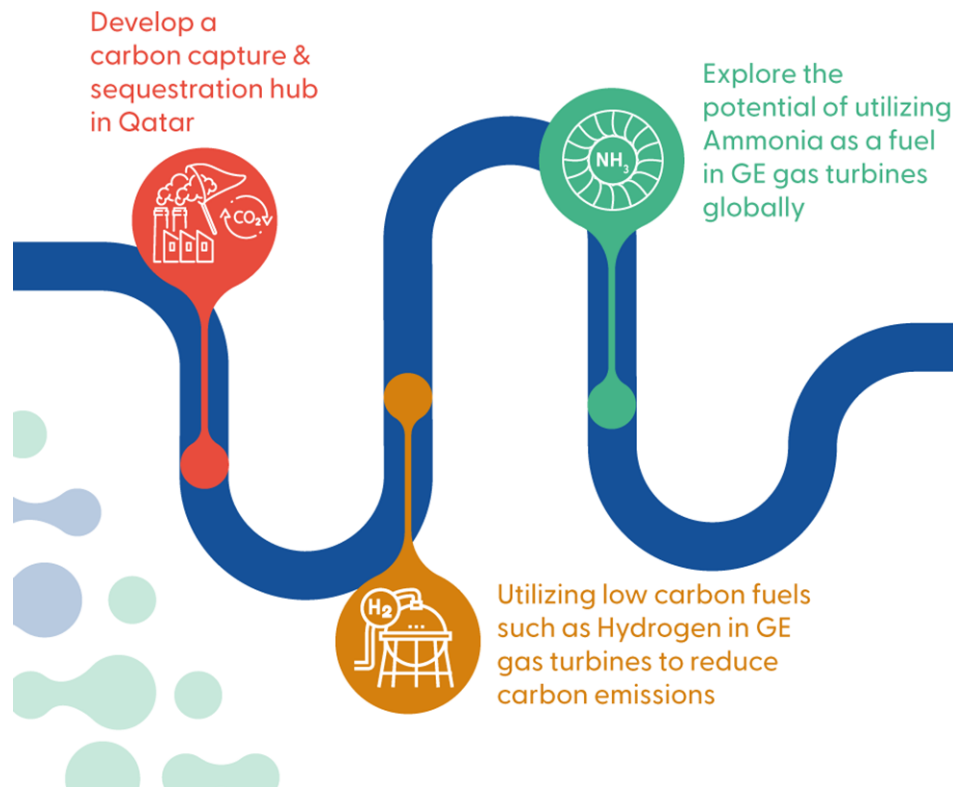 Develop a
carbon capture &
sequestration hub
in Qatar
CO₂
H₂
Utilizing low carbon fuels
such as Hydrogen in GE
gas turbines to reduce
carbon emissions
NH₃
Explore the
potential of utilizing
Ammonia as a fuel
in GE gas turbines
globally